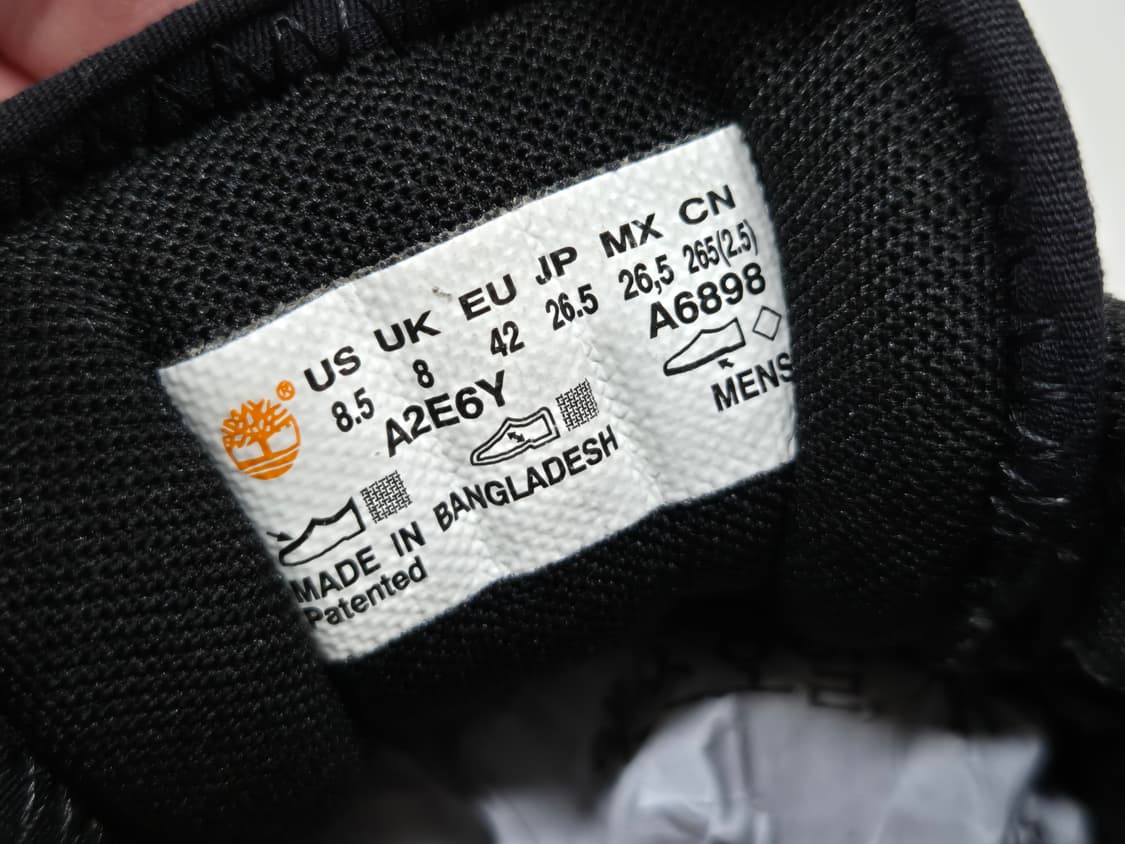 US UK EU JP MX CN
8.5 8 42 26.5 26,5 265(2.5)
A2E6Y A6898
MENS
MADE IN BANGLADESH
Patented
®